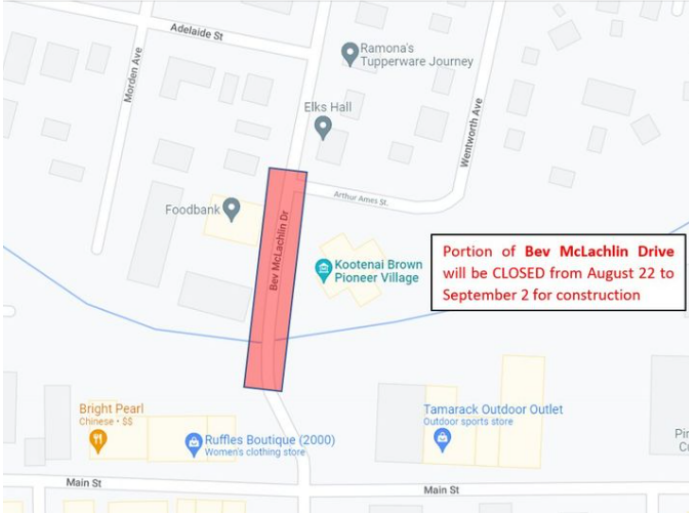 Adelaide St
Morden Ave
Ramona's
Tupperware Journey
Elks Hall
Wentworth Ave
Arthur Ames St.
Foodbank
Bev McLachlin Dr
Kootenai Brown
Pioneer Village
Portion of Bev McLachlin Drive
will be CLOSED from August 22 to
September 2 for construction
Bright Pearl
Chinese • $$
Ruffles Boutique (2000)
Women's clothing store
Tamarack Outdoor Outlet
Outdoor sports store
Pin
Main St
Main St